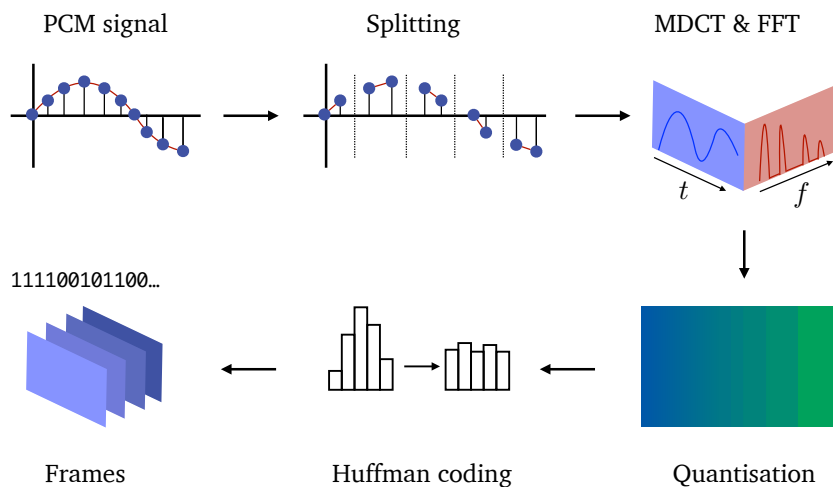 PCM signal
Splitting
MDCT & FFT
t
f
111100101100…
Frames
Huffman coding
Quantisation